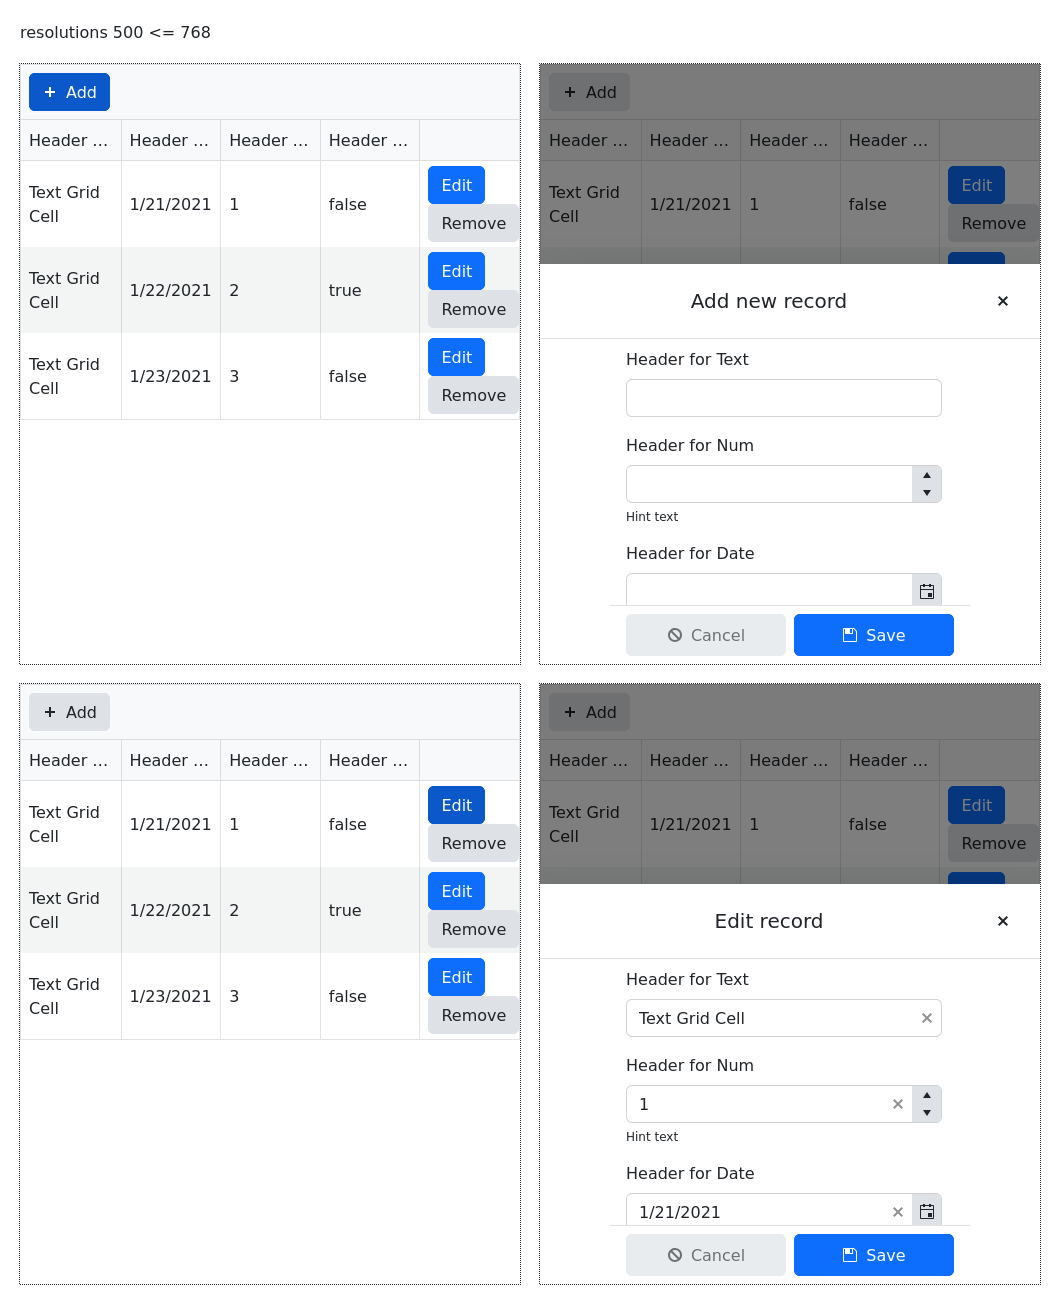 resolutions 500 <= 768
Add
Header ... Header ... Header ... Header ...
Text Grid Cell 1/21/2021 1 false Edit Remove
Text Grid Cell 1/22/2021 2 true Edit Remove
Text Grid Cell 1/23/2021 3 false Edit Remove
Add
Header ... Header ... Header ... Header ...
Text Grid Cell 1/21/2021 1 false Edit Remove
Add new record
Header for Text
Header for Num
Hint text
Header for Date
Cancel Save
Add
Header ... Header ... Header ... Header ...
Text Grid Cell 1/21/2021 1 false Edit Remove
Text Grid Cell 1/22/2021 2 true Edit Remove
Text Grid Cell 1/23/2021 3 false Edit Remove
Add
Header ... Header ... Header ... Header ...
Text Grid Cell 1/21/2021 1 false Edit Remove
Edit record
Header for Text
Text Grid Cell
Header for Num
1
Hint text
Header for Date
1/21/2021
Cancel Save